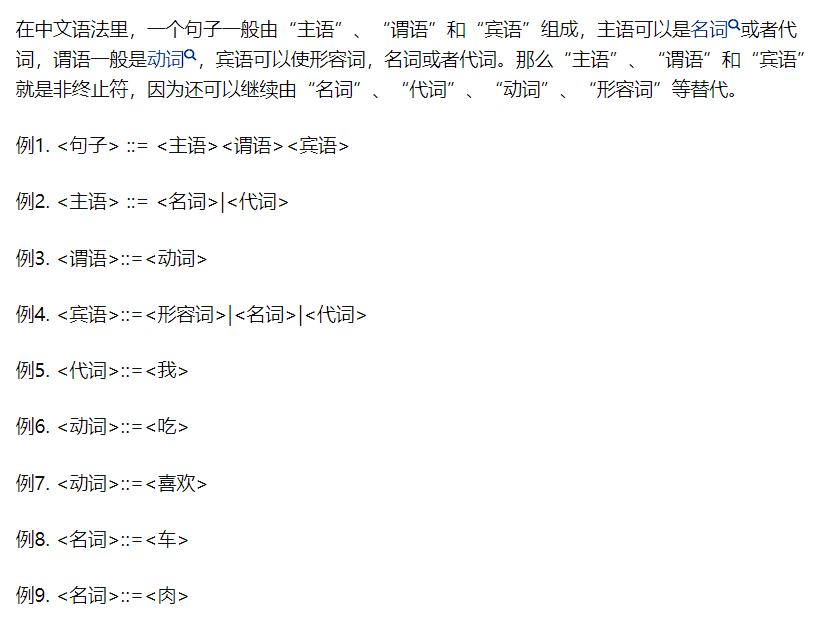 在中文语法里，一个句子一般由“主语”、“谓语”和“宾语”组成，主语可以是名词或者代
词，谓语一般是动词，宾语可以使形容词，名词或者代词。那么“主语”、“谓语”和“宾语”
就是非终止符，因为还可以继续由“名词”、“代词”、“动词”、“形容词”等替代。
例1. <句子> ::= <主语><谓语><宾语>
例2. <主语> ::= <名词>|<代词>
例3. <谓语>::=<动词>
例4. <宾语>::=<形容词>|<名词>|<代词>
例5. <代词>::=<我>
例6. <动词>::=<吃>
例7. <动词>::=<喜欢>
例8. <名词>::=<车>
例9. <名词>::=<肉>